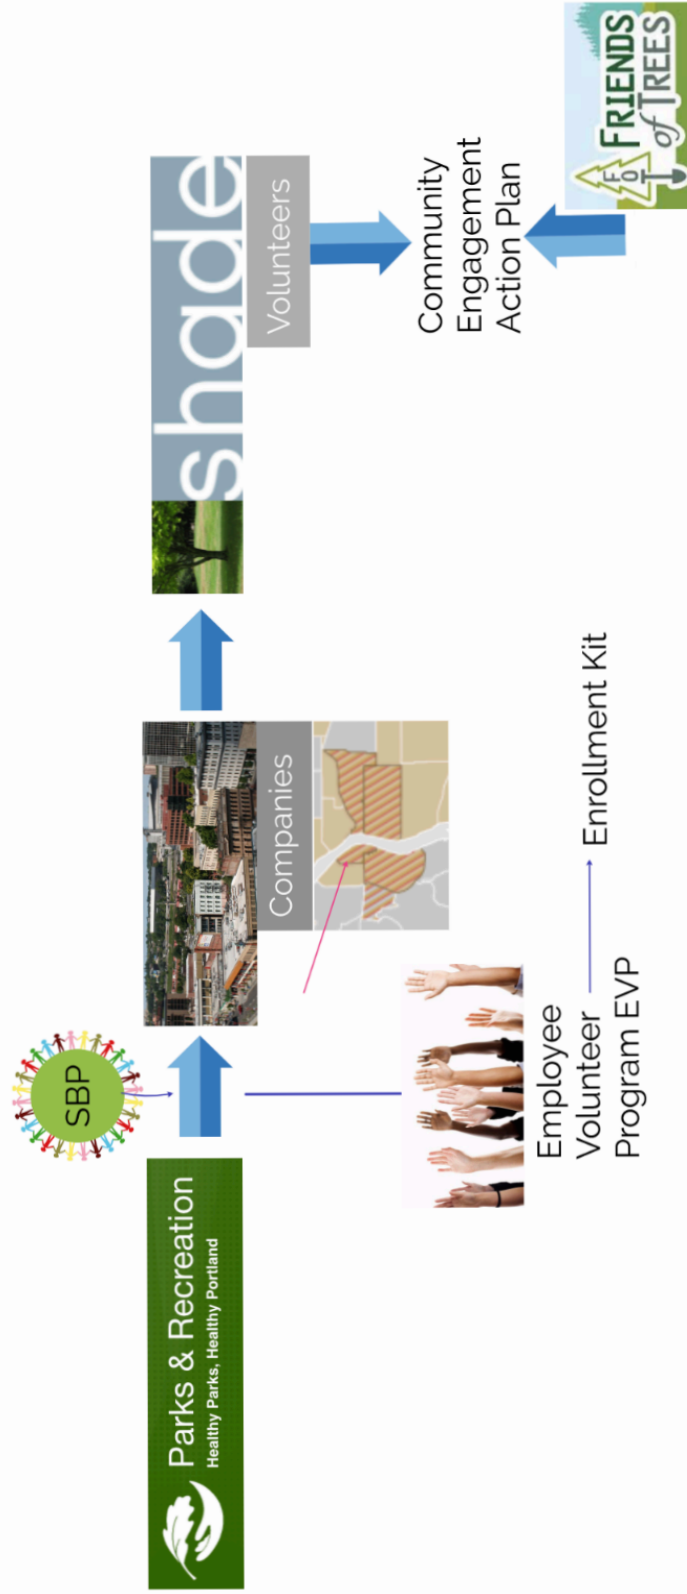 SBP
Parks & Recreation
Healthy Parks, Healthy Portland
Companies
shade
Volunteers
Employee
Volunteer
Program EVP
Enrollment Kit
Community
Engagement
Action Plan
FOT
FRIENDS
of TREES